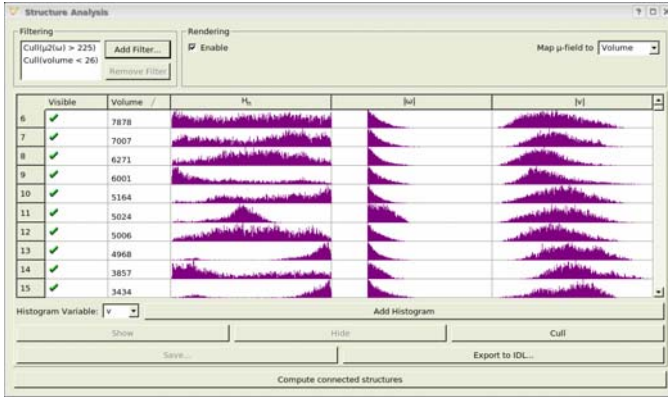 Structure Analysis
Filtering
Cull(μ2(ω) > 225)
Cull(volume < 26)
Add Filter...
Remove Filter
Rendering
Enable
Map μ-field to Volume
Visible Volume Hn |ω| |v|
6 7878
7 7007
8 6271
9 6001
10 5164
11 5024
12 5006
13 4968
14 3857
15 3434
Histogram Variable: v Add Histogram
Show Hide Cull
Save... Export to IDL...
Compute connected structures